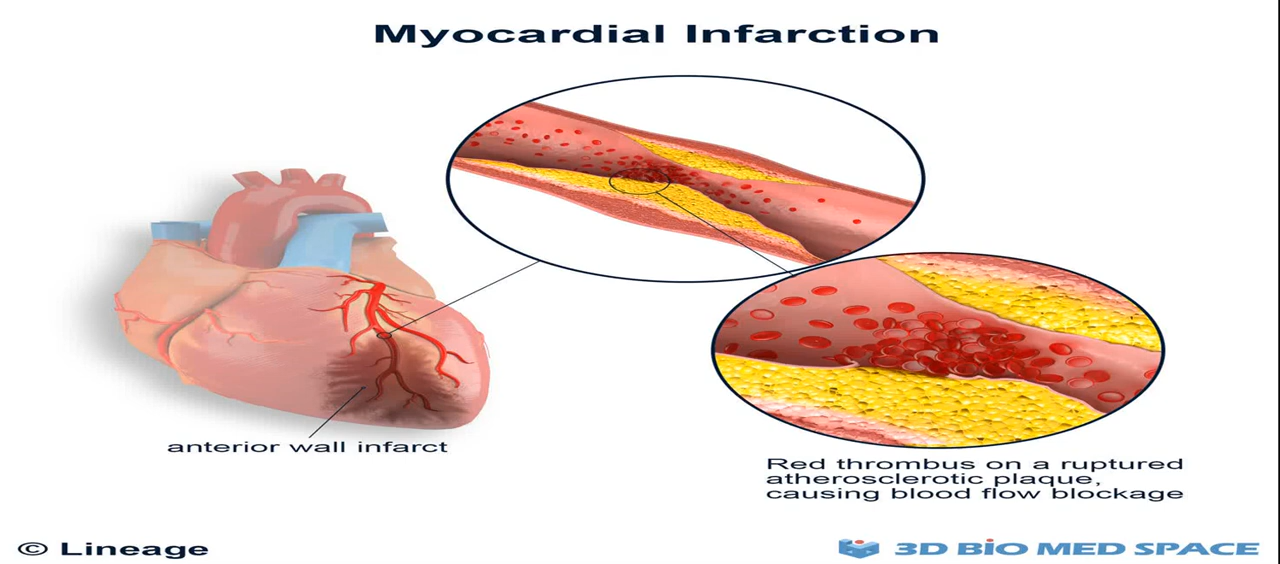 Myocardial Infarction
anterior wall infarct
Red thrombus on a ruptured
atherosclerotic plaque,
causing blood flow blockage
© Lineage
3D BIO MED SPACE